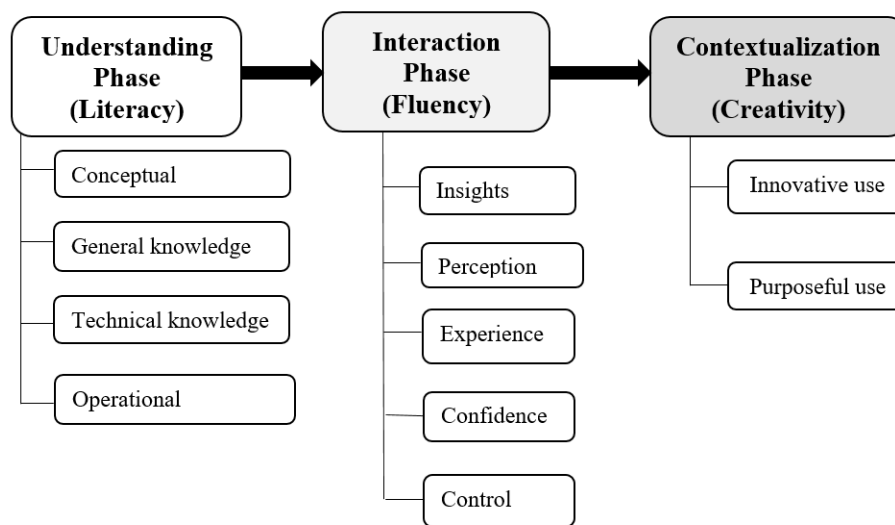 Understanding
Phase
(Literacy)
Conceptual
General knowledge
Technical knowledge
Operational
Interaction
Phase
(Fluency)
Insights
Perception
Experience
Confidence
Control
Contextualization
Phase
(Creativity)
Innovative use
Purposeful use